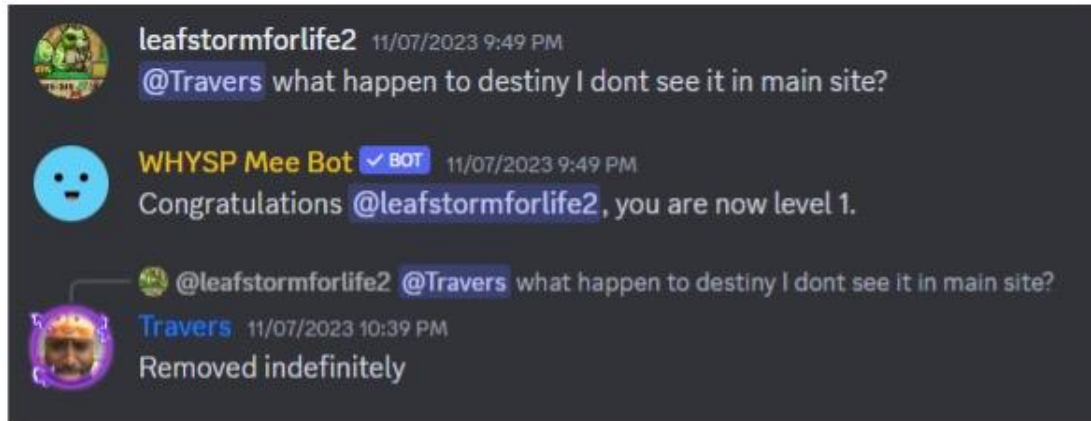 leafstormforlife2 11/07/2023 9:49 PM
@Travers what happen to destiny I dont see it in main site?
WHYSP Mee Bot ✓ BOT 11/07/2023 9:49 PM
Congratulations @leafstormforlife2, you are now level 1.
@leafstormforlife2 @Travers what happen to destiny I dont see it in main site?
Travers 11/07/2023 10:39 PM
Removed indefinitely